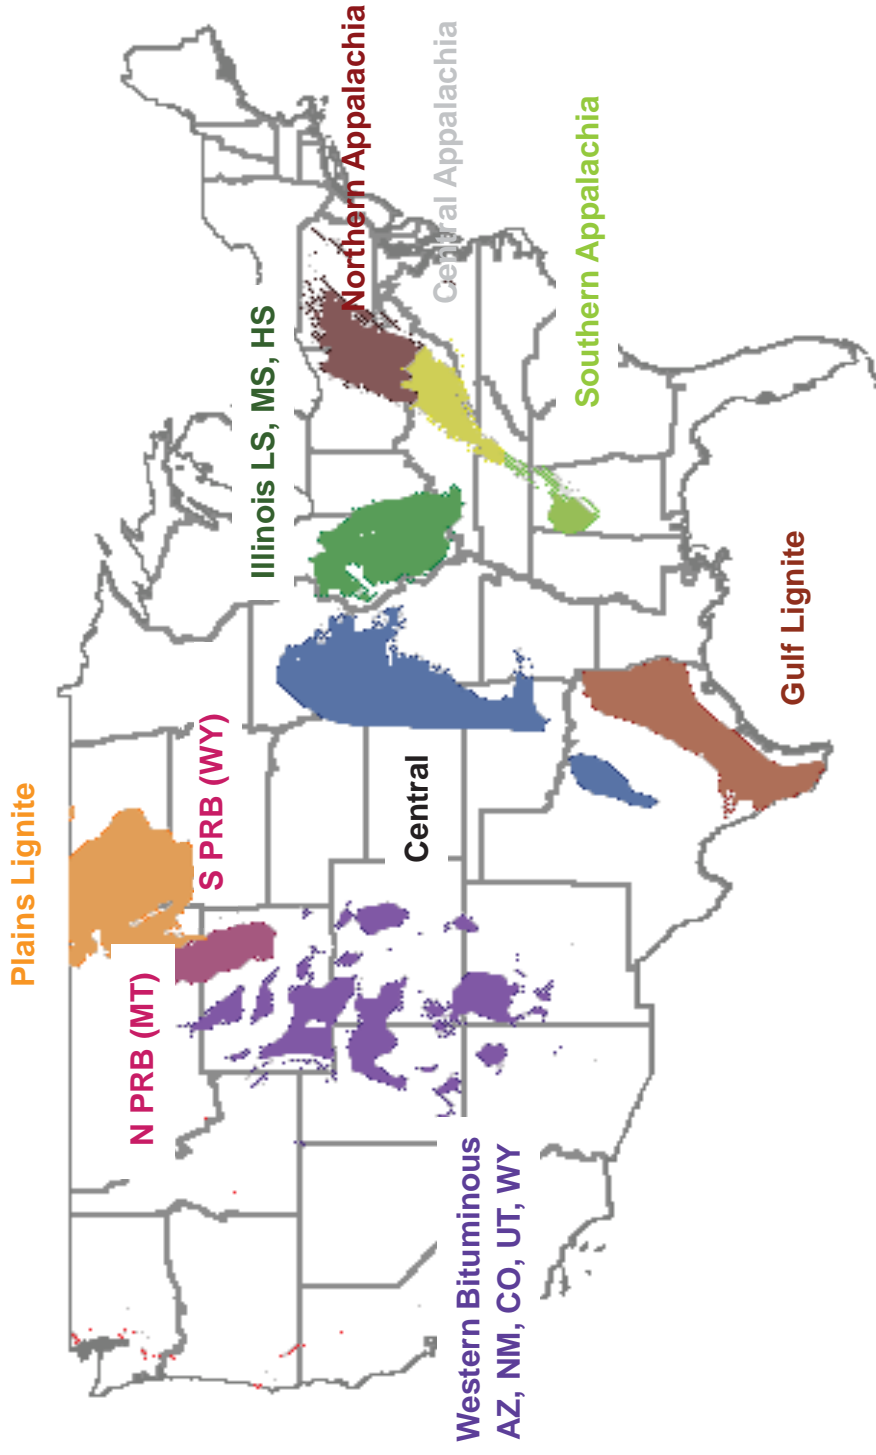 Plains Lignite
N PRB (MT)
S PRB (WY)
Illinois LS, MS, HS
Northern Appalachia
Central Appalachia
Central
Southern Appalachia
Western Bituminous
AZ, NM, CO, UT, WY
Gulf Lignite